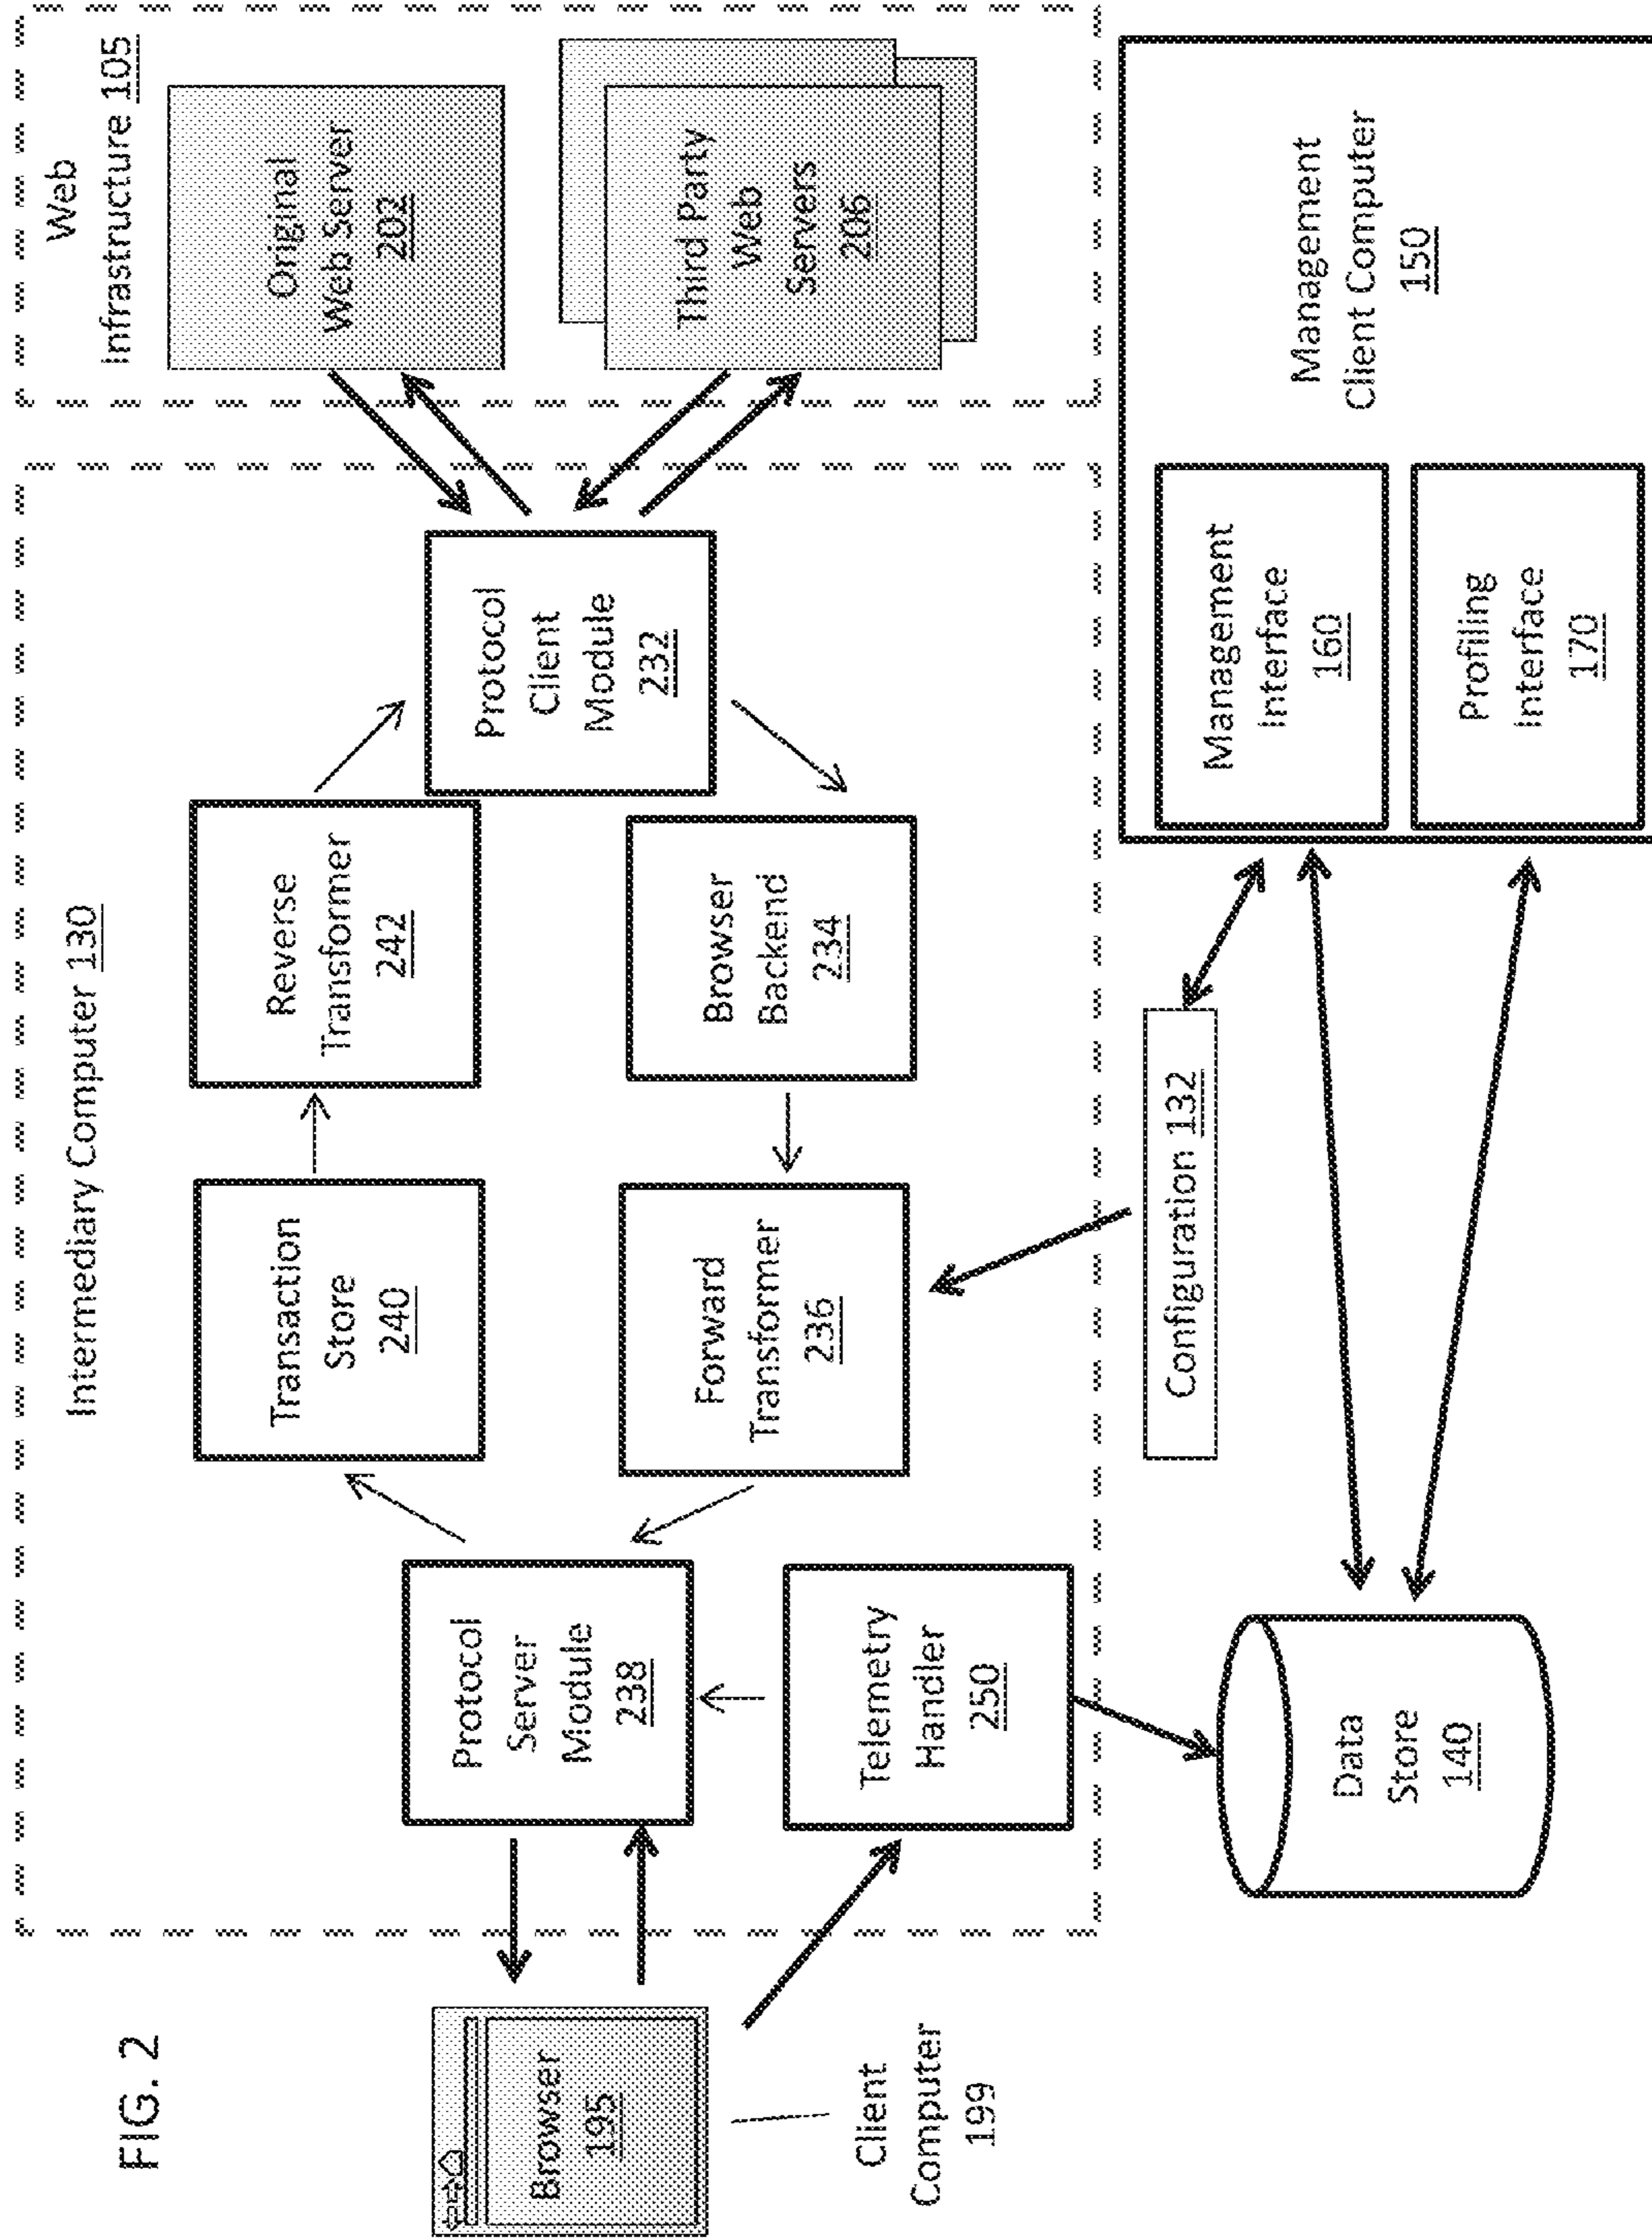 FIG. 2
Intermediary Computer 130
Web
Infrastructure 105
Browser
195
Client
Computer
199
Protocol
Server
Module
238
Telemetry
Handler
250
Transaction
Store
240
Forward
Transformer
236
Reverse
Transformer
242
Browser
Backend
234
Protocol
Client
Module
232
Original
Web Server
202
Third Party
Web
Servers
206
Data
Store
140
Configuration 132
Management
Interface
160
Profiling
Interface
170
Management
Client Computer
150